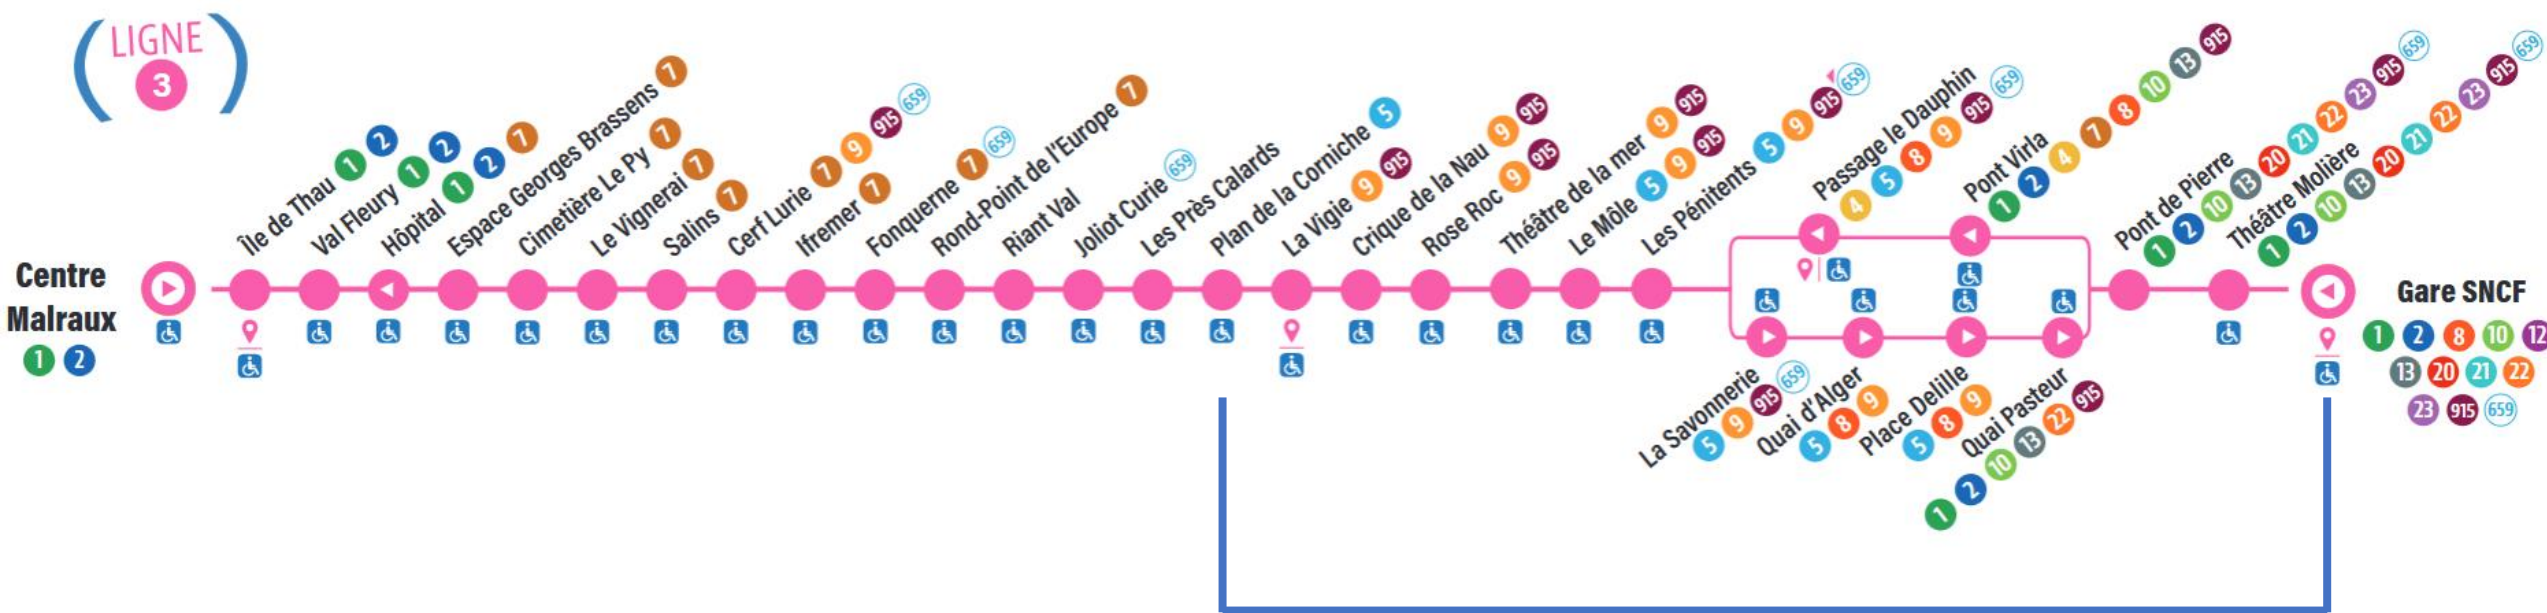 LIGNE
3
Centre
Malraux
1 2
Île de Thau 1 2
Val Fleury 1 2
Hôpital 1 2 7
Espace Georges Brassens 7
Cimetière Le Py 7
Le Vignerai 7
Salins 7
Cerf Lurie 7 9 915 659
Ifremer 7
Fonquerne 7 659
Rond-Point de l'Europe 7
Riant Val
Joliot Curie 659
Les Près Calards
Plan de la Corniche 5
La Vigie 9 915
Crique de la Nau 9 915
Rose Roc 9 915
Théâtre de la mer 9 915
Le Môle 5 9 915
Les Pénitents 5 9 915 659
Passage le Dauphin
4 5 8 9 915 659
Pont Virla
1 2 4 7 8 10 13 915
La Savonnerie
5 9 915 659
Quai d'Alger
5 8 9
Place Delille
5 8 9
Quai Pasteur
1 2 10 13 22 915
Pont de Pierre
1 2 10 13 20 21 22 23 915 659
Théâtre Molière
1 2 10 13 20 21 22 23 915 659
Gare SNCF
1 2 8 10 12
13 20 21 22
23 915 659